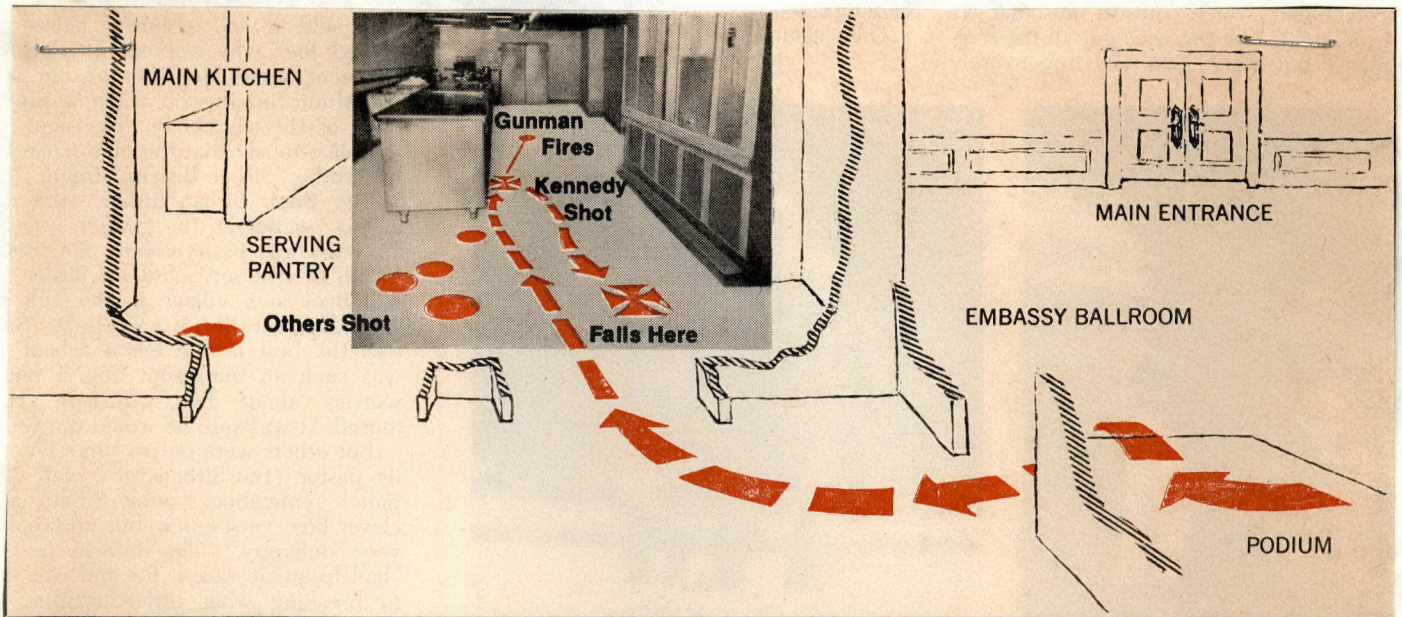 MAIN KITCHEN
Gunman
Fires
Kennedy
Shot
MAIN ENTRANCE
SERVING
PANTRY
Others Shot
Falls Here
EMBASSY BALLROOM
PODIUM